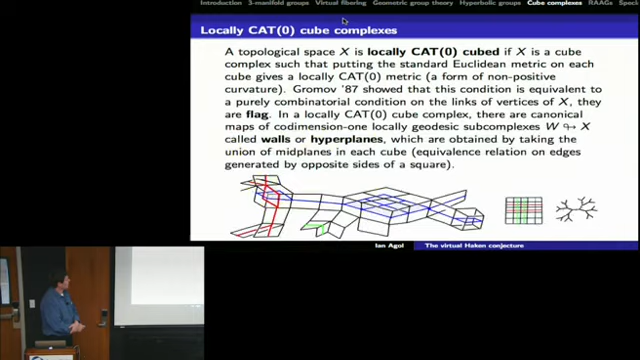 Introduction 3-manifold groups Virtual fibering Geometric group theory Hyperbolic groups Cube complexes RAAGs Speci
Locally CAT(0) cube complexes
A topological space X is locally CAT(0) cubed if X is a cube
complex such that putting the standard Euclidean metric on each
cube gives a locally CAT(0) metric (a form of non-positive
curvature). Gromov '87 showed that this condition is equivalent to
a purely combinatorial condition on the links of vertices of X, they
are flag. In a locally CAT(0) cube complex, there are canonical
maps of codimension-one locally geodesic subcomplexes W ↬ X
called walls or hyperplanes, which are obtained by taking the
union of midplanes in each cube (equivalence relation on edges
generated by opposite sides of a square).
Ian Agol The virtual Haken conjecture